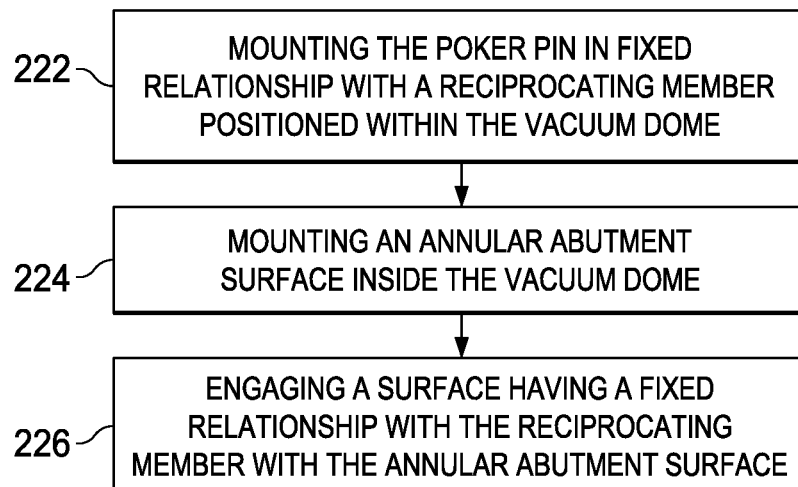 222
MOUNTING THE POKER PIN IN FIXED
RELATIONSHIP WITH A RECIPROCATING MEMBER
POSITIONED WITHIN THE VACUUM DOME
224
MOUNTING AN ANNULAR ABUTMENT
SURFACE INSIDE THE VACUUM DOME
226
ENGAGING A SURFACE HAVING A FIXED
RELATIONSHIP WITH THE RECIPROCATING
MEMBER WITH THE ANNULAR ABUTMENT SURFACE